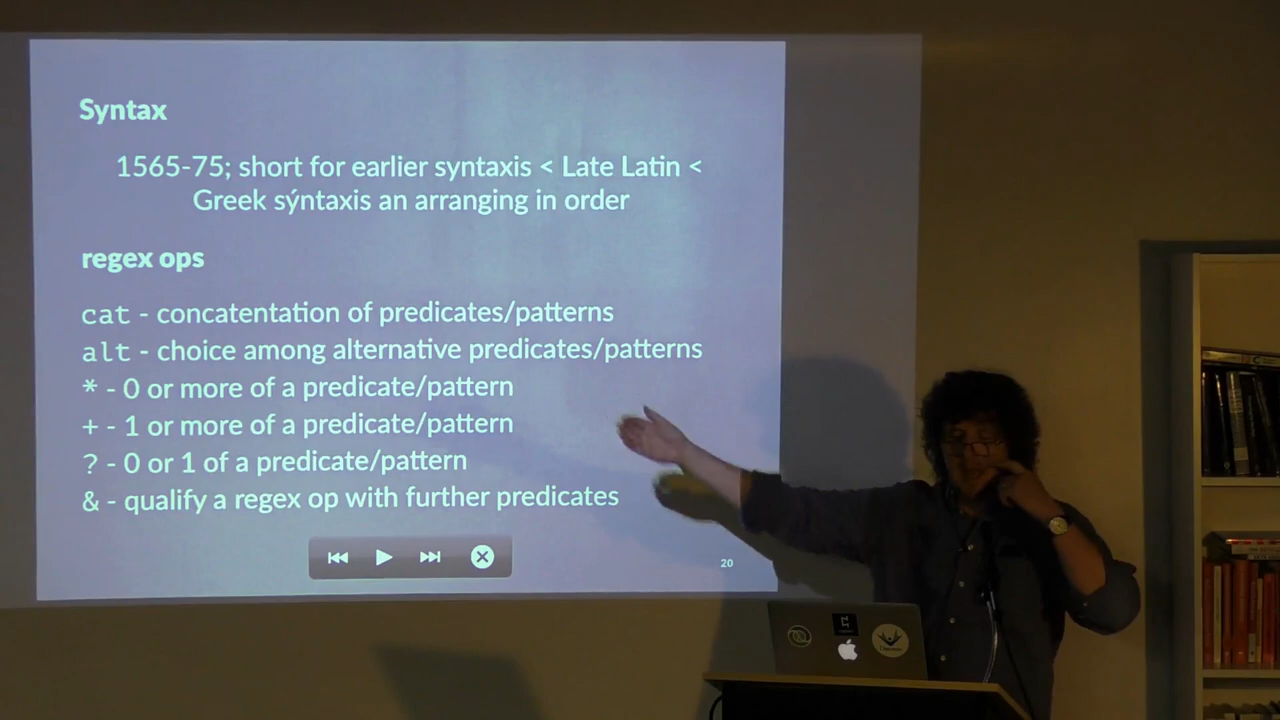 Syntax
1565-75; short for earlier syntaxis < Late Latin <
Greek sýntaxis an arranging in order
regex ops
cat - concatentation of predicates/patterns
alt - choice among alternative predicates/patterns
* - 0 or more of a predicate/pattern
+ - 1 or more of a predicate/pattern
? - 0 or 1 of a predicate/pattern
& - qualify a regex op with further predicates
20